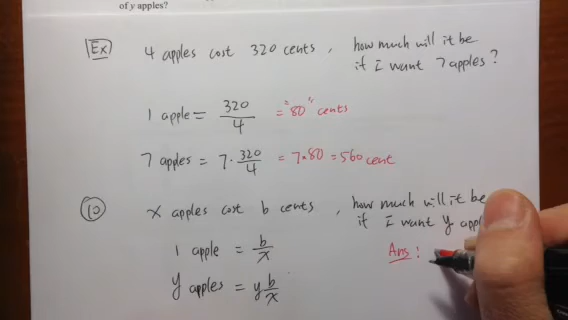 of y apples?
Ex 4 apples cost 320 cents, how much will it be
if I want 7 apples?
1 apple = 320/4 = "80" cents
7 apples = 7 · 320/4 = 7·80 = 560 cent
10 x apples cost b cents, how much will it be
if I want y
1 apple = b/x
y apples = y b/x
Ans: